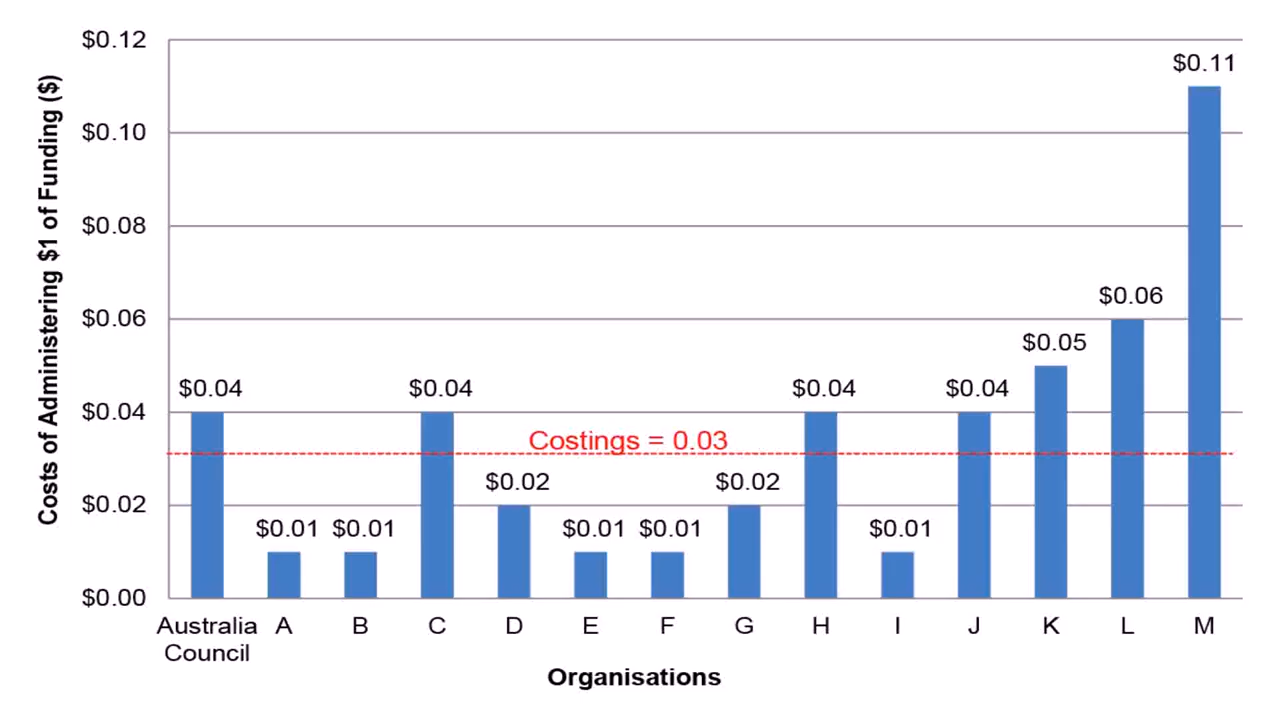 Costs of Administering $1 of Funding ($)
$0.12
$0.10
$0.08
$0.06
$0.04
$0.02
$0.00
$0.04
$0.01
$0.01
$0.04
$0.02
$0.01
$0.01
$0.02
$0.04
$0.01
$0.04
$0.05
$0.06
$0.11
Costings = 0.03
Australia Council
A
B
C
D
E
F
G
H
I
J
K
L
M
Organisations